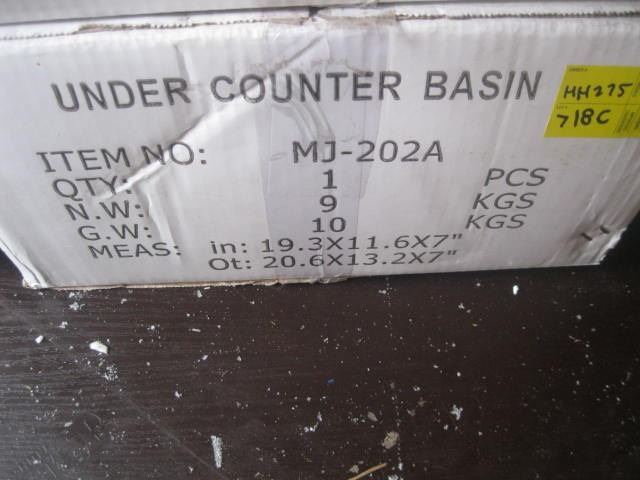 UNDER COUNTER BASIN
HH275
718C
ITEM NO: MJ-202A
QTY: 1 PCS
N.W: 9 KGS
G.W: 10 KGS
MEAS: in: 19.3X11.6X7"
Ot: 20.6X13.2X7"